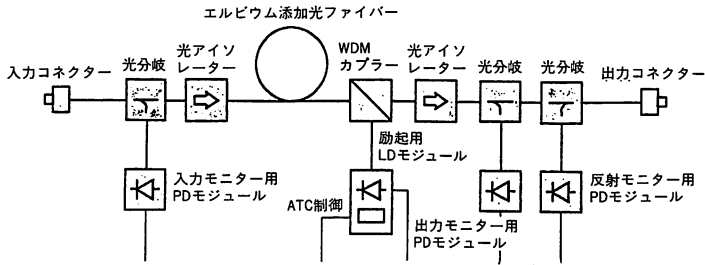 エルビウム添加光ファイバー
入力コネクター
光分岐
光アイソ
レーター
WDM
カプラー
光アイソ
レーター
光分岐
光分岐
出力コネクター
励起用
LDモジュール
入力モニター用
PDモジュール
ATC制御
出力モニター用
PDモジュール
反射モニター用
PDモジュール